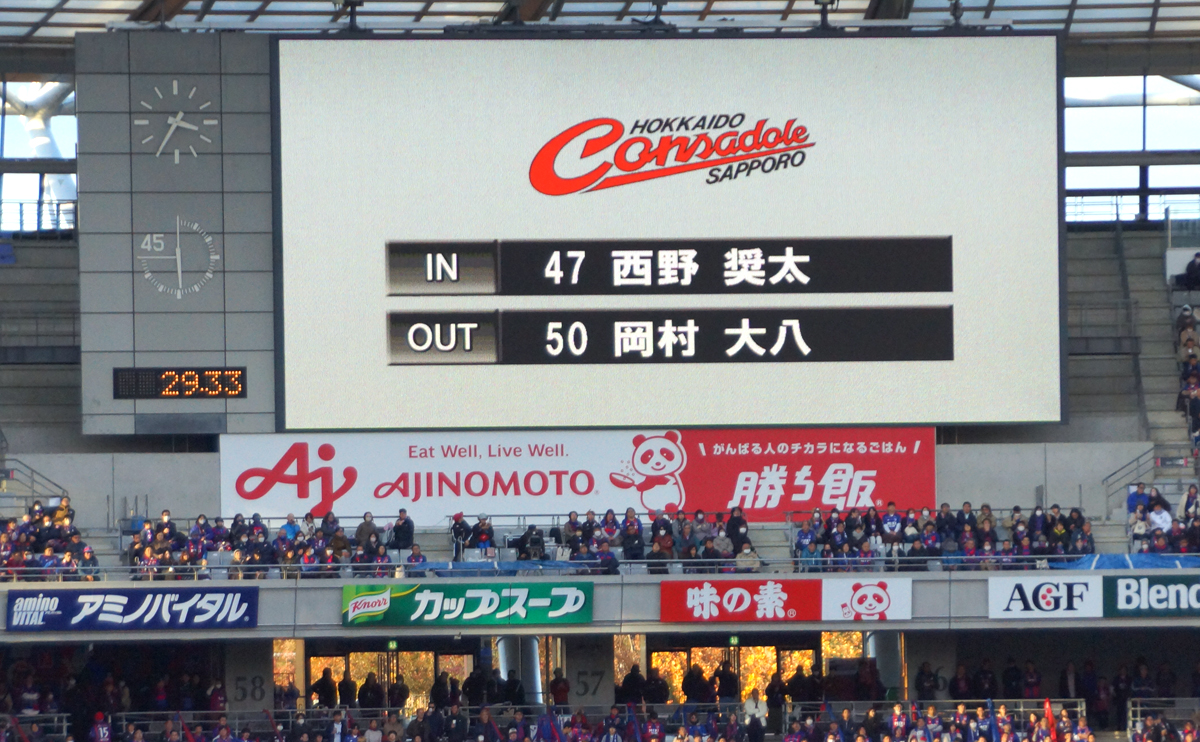 HOKKAIDO
Consadole
SAPPORO
IN 47 西野 奨太
OUT 50 岡村 大八
45
29.33
Eat Well, Live Well.
Aj
AJINOMOTO®
\ がんばる人のチカラになるごはん /
勝ち飯®
amino VITAL アミノバイタル®
Knorr カップスープ
味の素®
AGF
Blend
58
57
15